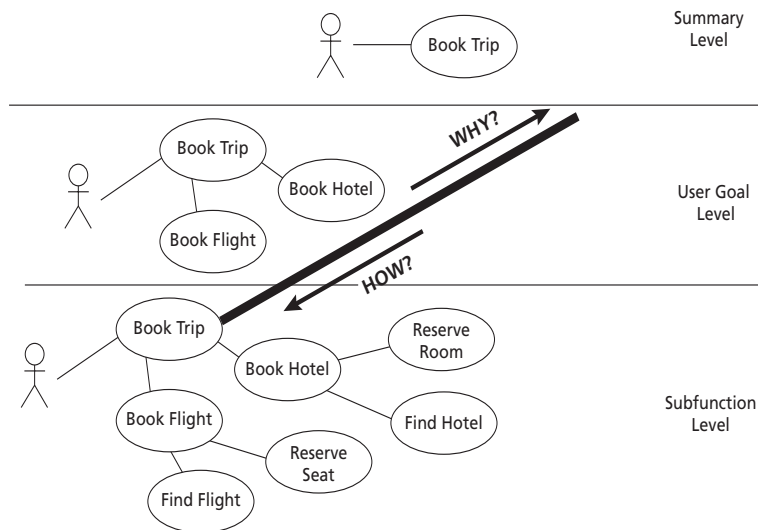 Summary
Level
Book Trip
WHY?
Book Trip
Book Hotel
User Goal
Level
Book Flight
HOW?
Book Trip
Reserve
Room
Book Hotel
Subfunction
Level
Book Flight
Find Hotel
Reserve
Seat
Find Flight